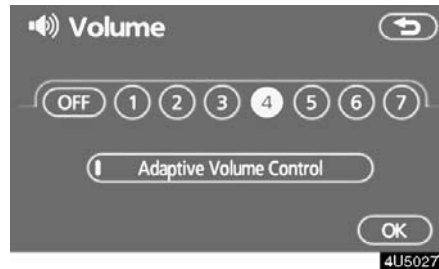 Volume
OFF 1 2 3 4 5 6 7
Adaptive Volume Control
OK
4U5027